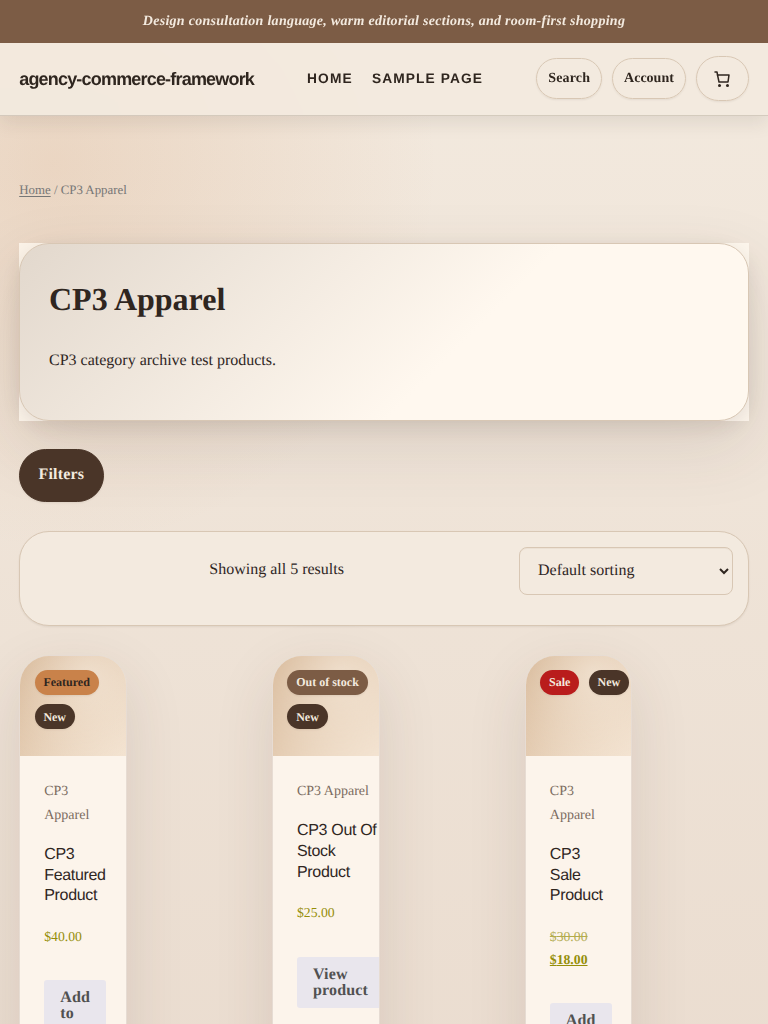 Design consultation language, warm editorial sections, and room-first shopping
agency-commerce-framework
HOME
SAMPLE PAGE
Search
Account
Home / CP3 Apparel
CP3 Apparel
CP3 category archive test products.
Filters
Showing all 5 results
Default sorting
Featured
New
CP3
Apparel
CP3
Featured
Product
$40.00
Add
to
Out of stock
New
CP3 Apparel
CP3 Out Of
Stock
Product
$25.00
View
product
Sale
New
CP3
Apparel
CP3
Sale
Product
$30.00
$18.00
Add